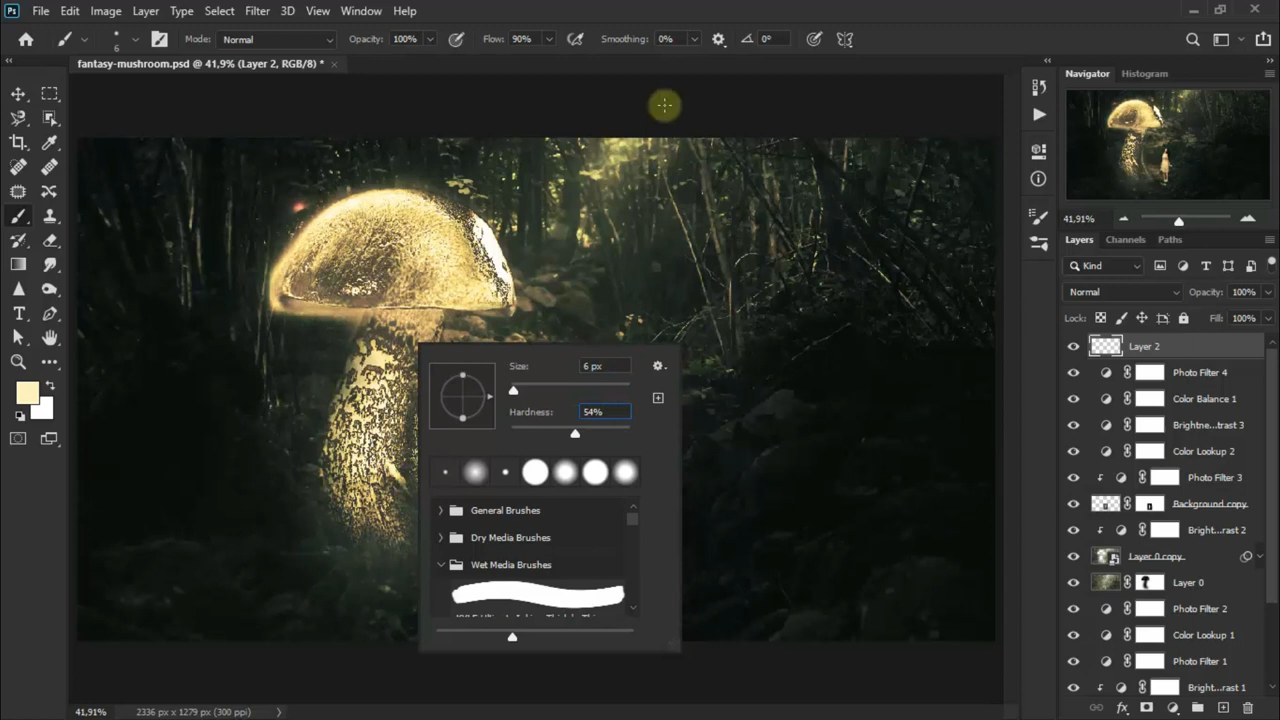 Ps File Edit Image Layer Type Select Filter 3D View Window Help
6 Mode: Normal Opacity: 100% Flow: 90% Smoothing: 0% 0°
fantasy-mushroom.psd @ 41,9% (Layer 2, RGB/8) *
Navigator Histogram
41,91%
Layers Channels Paths
Kind
Normal Opacity: 100%
Lock: Fill: 100%
Layer 2
Photo Filter 4
Color Balance 1
Brightne...trast 3
Color Lookup 2
Photo Filter 3
Background copy
Bright...rast 2
Layer 0 copy
Layer 0
Photo Filter 2
Color Lookup 1
Photo Filter 1
Bright...rast 1
Size: 6 px
Hardness: 54%
General Brushes
Dry Media Brushes
Wet Media Brushes
41,91% 2336 px x 1279 px (300 ppi)